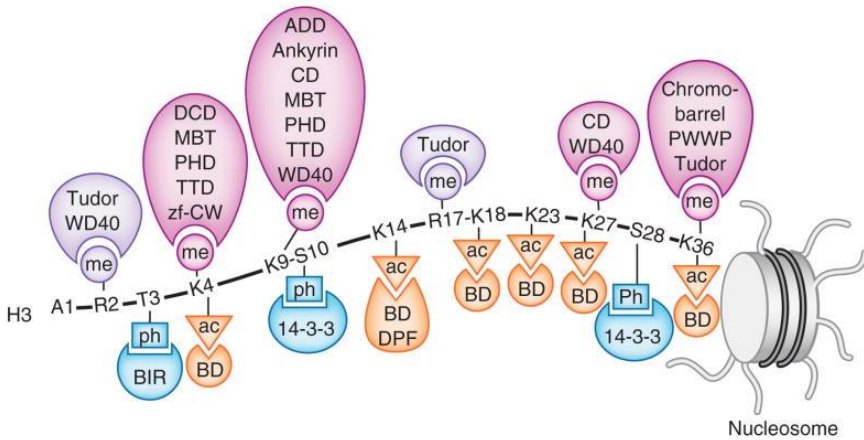 ADD
Ankyrin
CD
MBT
PHD
TTD
WD40
me
DCD
MBT
PHD
TTD
zf-CW
me
Tudor
WD40
me
Tudor
me
CD
WD40
me
Chromo-
barrel
PWWP
Tudor
me
H3 A1-R2 T3 K4 K9-S10 K14 R17-K18 K23 K27 S28 K36
ph
BIR
ac
BD
ph
14-3-3
ac
BD
DPF
ac
BD
ac
BD
ac
BD
Ph
14-3-3
ac
BD
Nucleosome